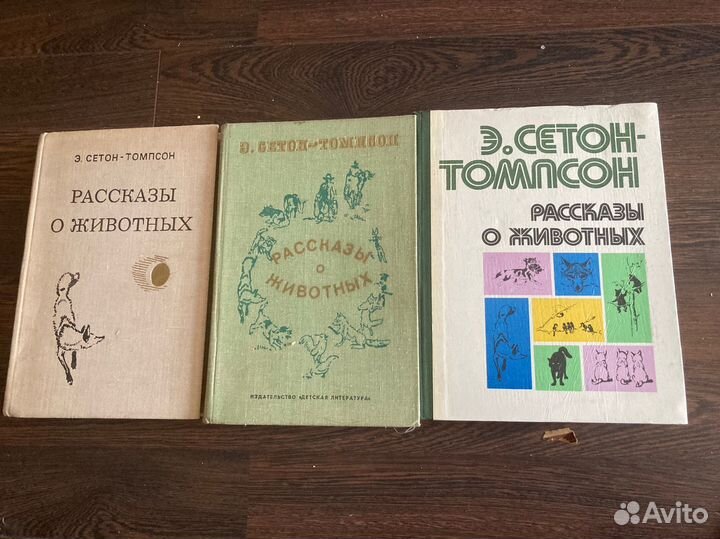 Э. СЕТОН-ТОМПСОН
РАССКАЗЫ
О ЖИВОТНЫХ
Э. СЕТОН-ТОМПСОН
РАССКАЗЫ
О
ЖИВОТНЫХ
ИЗДАТЕЛЬСТВО «ДЕТСКАЯ ЛИТЕРАТУРА»
Э. СЕТОН-
ТОМПСОН
РАССКАЗЫ
О ЖИВОТНЫХ
Avito